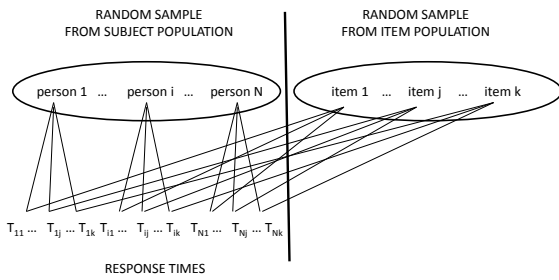 RANDOM SAMPLE
FROM SUBJECT POPULATION
RANDOM SAMPLE
FROM ITEM POPULATION
person 1 ... person i ... person N
item 1 ... item j ... item k
T11 ... T1j ... T1k Ti1 ... Tij ... Tik TN1 ... TNj ... TNk
RESPONSE TIMES